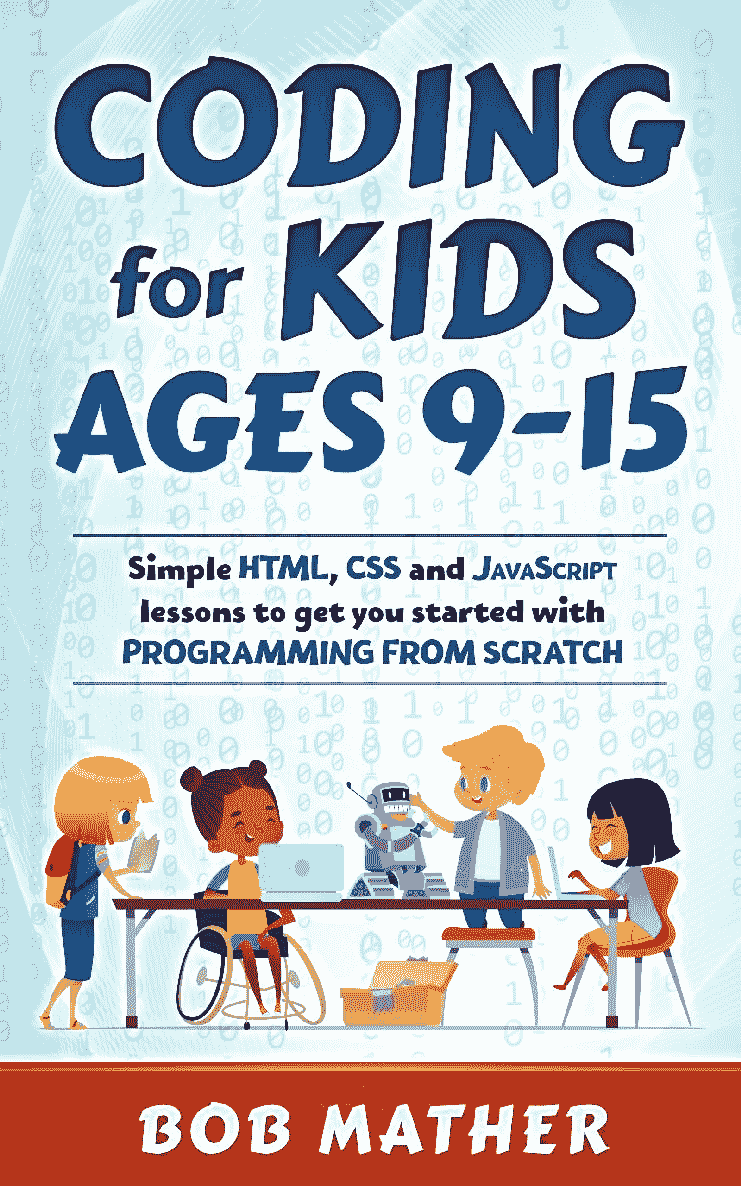 CODING
for KIDS
AGES 9-15
Simple HTML, CSS and JAVASCRIPT
lessons to get you started with
PROGRAMMING FROM SCRATCH
BOB MATHER